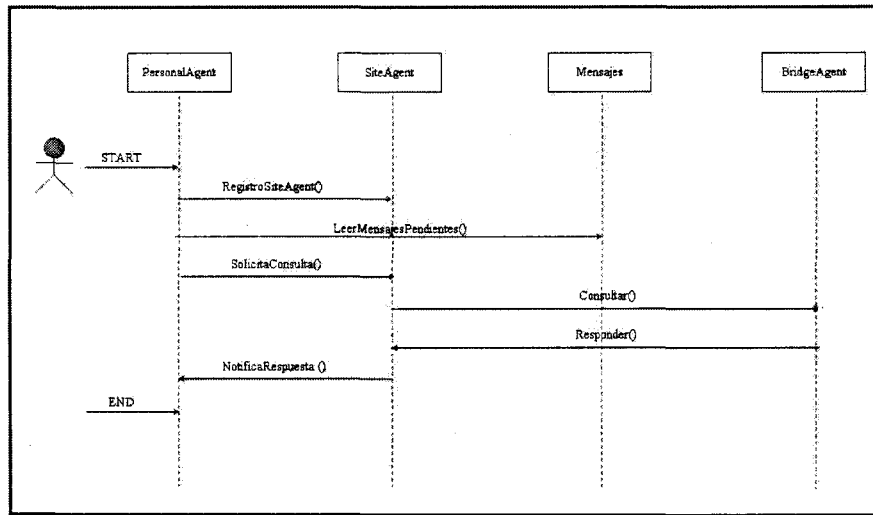 PersonalAgent
SiteAgent
Mensajes
BridgeAgent
START
RegistroSiteAgent()
LeerMensajesPendientes()
SolicitaConsulta()
Consultar()
Responder()
NotificaRespuesta ()
END